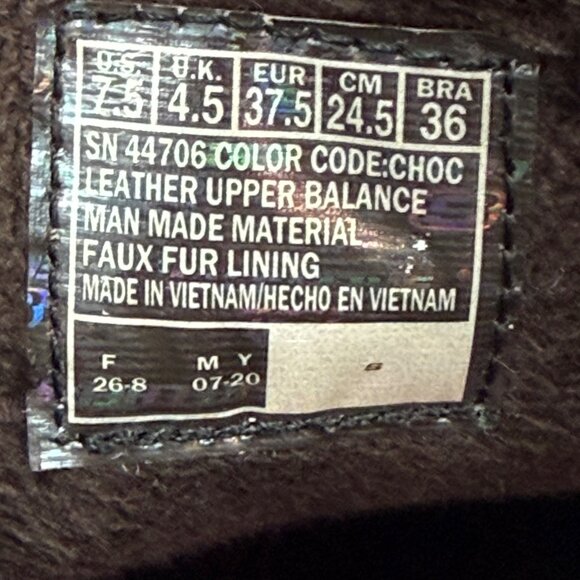 U.S. U.K. EUR CM BRA
7.5 4.5 37.5 24.5 36
SN 44706 COLOR CODE:CHOC
LEATHER UPPER BALANCE
MAN MADE MATERIAL
FAUX FUR LINING
MADE IN VIETNAM/HECHO EN VIETNAM
F M Y
26-8 07-20